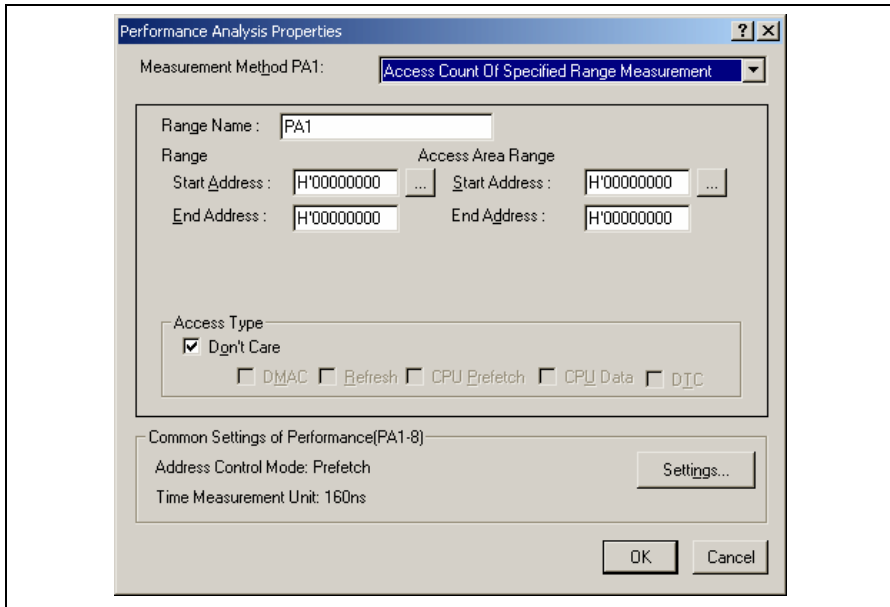 Performance Analysis Properties
Measurement Method PA1: Access Count Of Specified Range Measurement
Range Name : PA1
Range Access Area Range
Start Address : H'00000000 ... Start Address : H'00000000 ...
End Address : H'00000000 End Address : H'00000000
Access Type
Don't Care
DMAC Refresh CPU Prefetch CPU Data DTC
Common Settings of Performance(PA1-8)
Address Control Mode: Prefetch Settings...
Time Measurement Unit: 160ns
OK Cancel